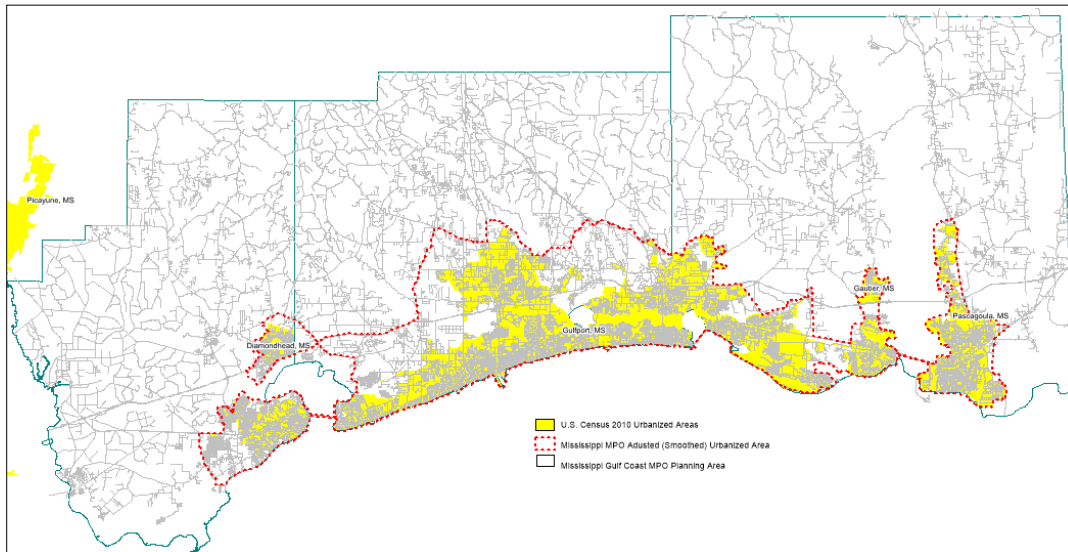 Picayune, MS
Gautier, MS
Pascagoula, MS
Gulfport, MS
Diamondhead, MS
U.S. Census 2010 Urbanized Areas
Mississippi MPO Adusted (Smoothed) Urbanized Area
Mississippi Gulf Coast MPO Planning Area